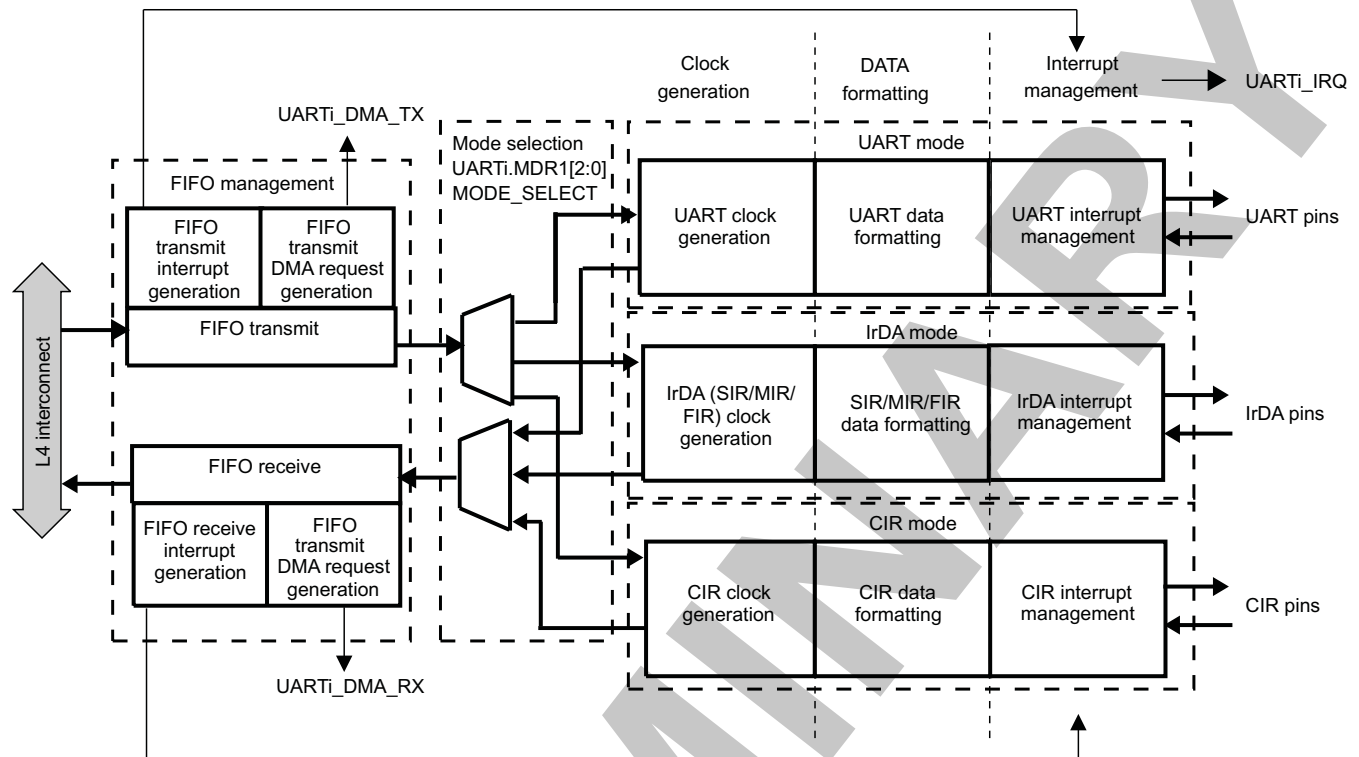 Clock
generation
DATA
formatting
Interrupt
management
UARTi_IRQ
UARTi_DMA_TX
Mode selection
UARTi.MDR1[2:0]
MODE_SELECT
UART mode
FIFO management
FIFO
transmit
interrupt
generation
FIFO
transmit
DMA request
generation
UART clock
generation
UART data
formatting
UART interrupt
management
UART pins
FIFO transmit
L4 interconnect
IrDA mode
IrDA (SIR/MIR/
FIR) clock
generation
SIR/MIR/FIR
data formatting
IrDA interrupt
management
IrDA pins
FIFO receive
FIFO receive
interrupt
generation
FIFO
transmit
DMA request
generation
CIR mode
CIR clock
generation
CIR data
formatting
CIR interrupt
management
CIR pins
UARTi_DMA_RX
MINARY